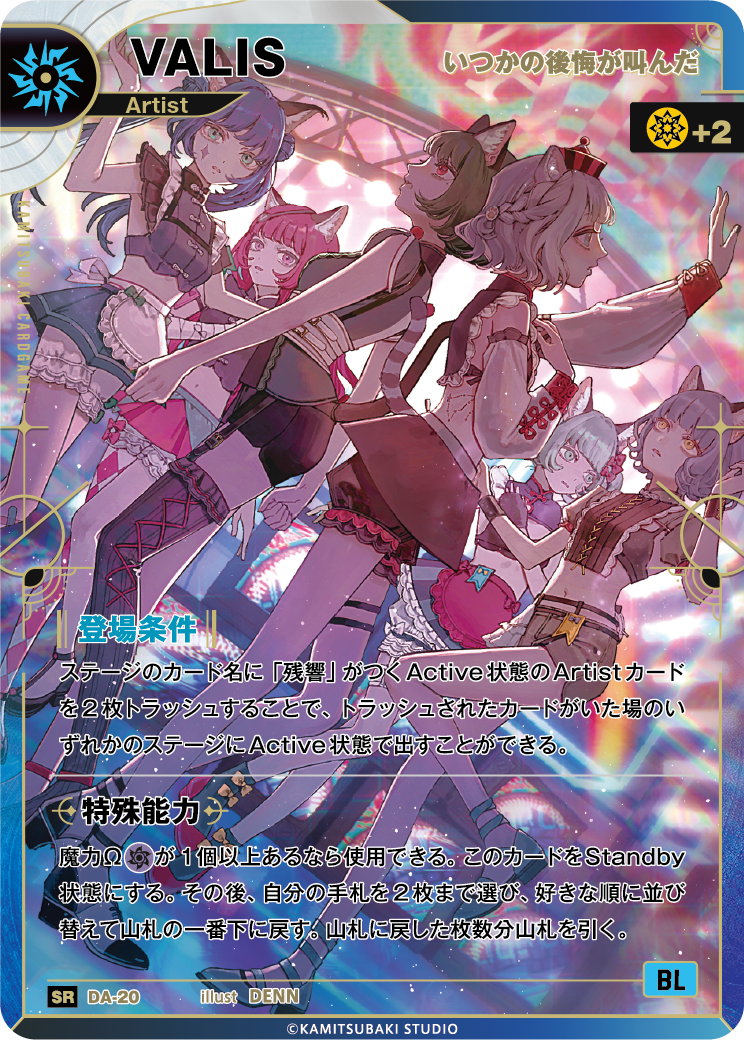 VALIS
いつかの後悔が叫んだ
Artist
+2
KAMITSUBAKI CARDGAME
登場条件
ステージのカード名に「残響」がつくActive状態のArtistカード
を2枚トラッシュすることで、トラッシュされたカードがいた場のい
ずれかのステージにActive状態で出すことができる。
特殊能力
魔力Ωが1個以上あるなら使用できる。このカードをStandby
状態にする。その後、自分の手札を2枚まで選び、好きな順に並び
替えて山札の一番下に戻す。山札に戻した枚数分山札を引く。
BL
SR DA-20 illust DENN
©KAMITSUBAKI STUDIO